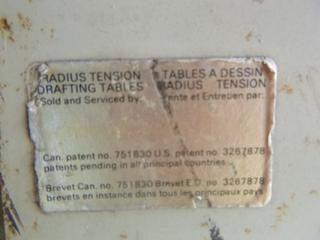 RADIUS TENSION
DRAFTING TABLES
Sold and Serviced by:
TABLES A DESSIN
RADIUS TENSION
Vente et Entretien par:
Can. patent no. 751830 U.S. patent no. 3267878
patents pending in all principal countries
Brevet Can. no. 751830 Brevet E.U. no. 3267878
brevets en instance dans tous les principaux pays